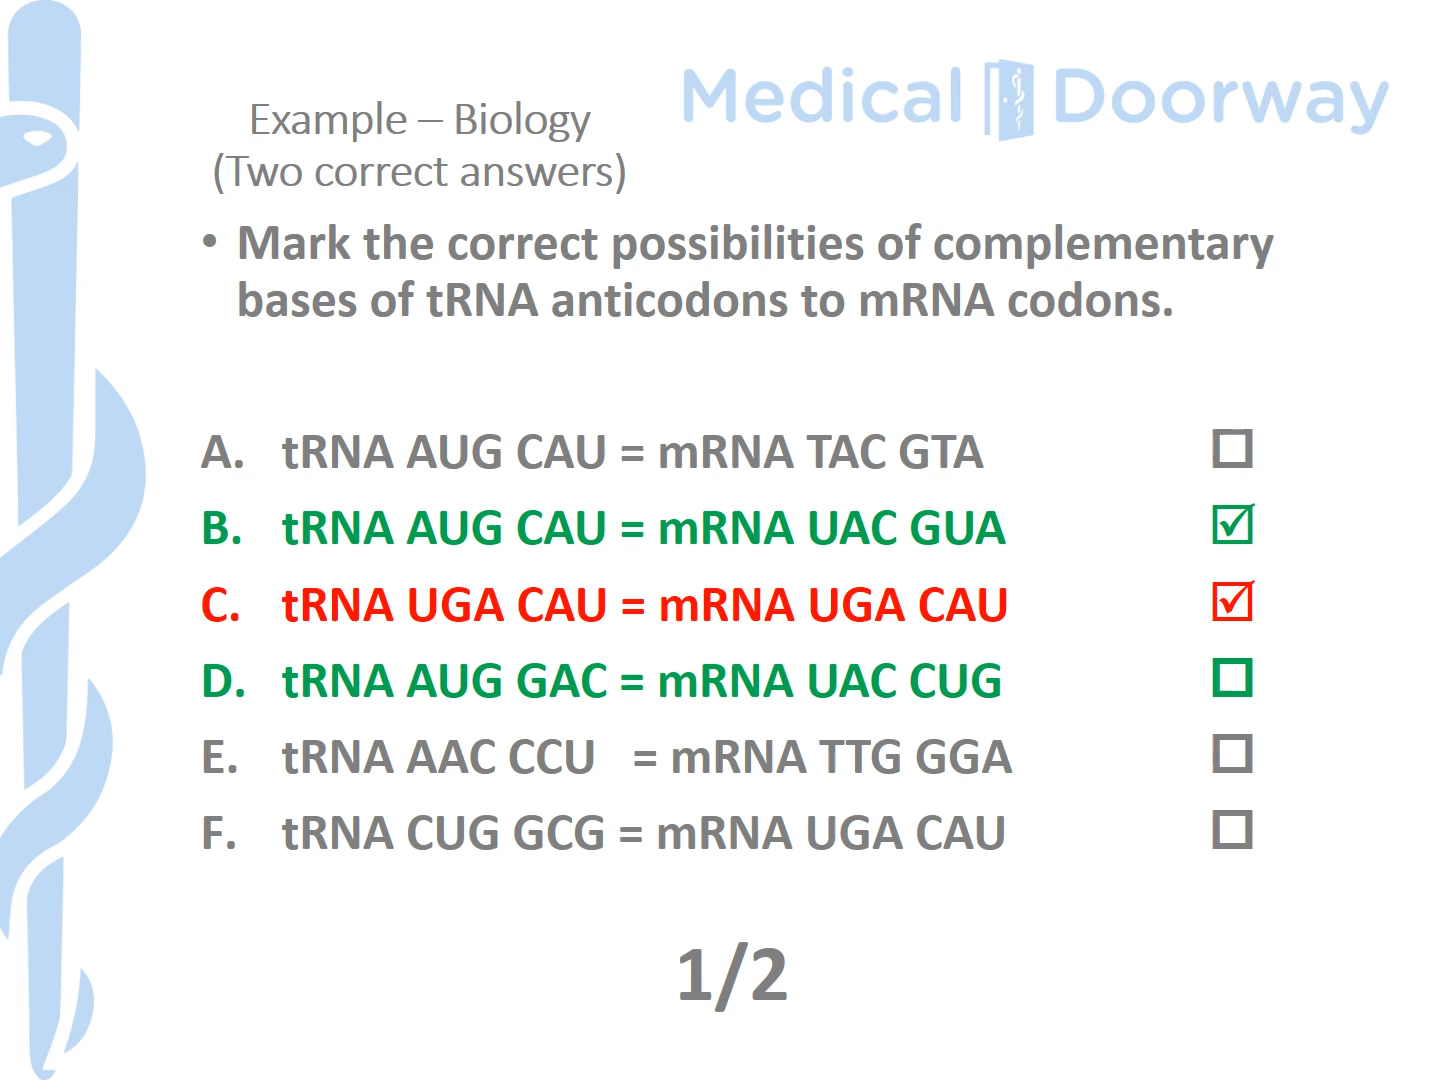 Medical Doorway
Example – Biology
(Two correct answers)
• Mark the correct possibilities of complementary
bases of tRNA anticodons to mRNA codons.
A. tRNA AUG CAU = mRNA TAC GTA ☐
B. tRNA AUG CAU = mRNA UAC GUA ☑
C. tRNA UGA CAU = mRNA UGA CAU ☑
D. tRNA AUG GAC = mRNA UAC CUG ☐
E. tRNA AAC CCU = mRNA TTG GGA ☐
F. tRNA CUG GCG = mRNA UGA CAU ☐
1/2